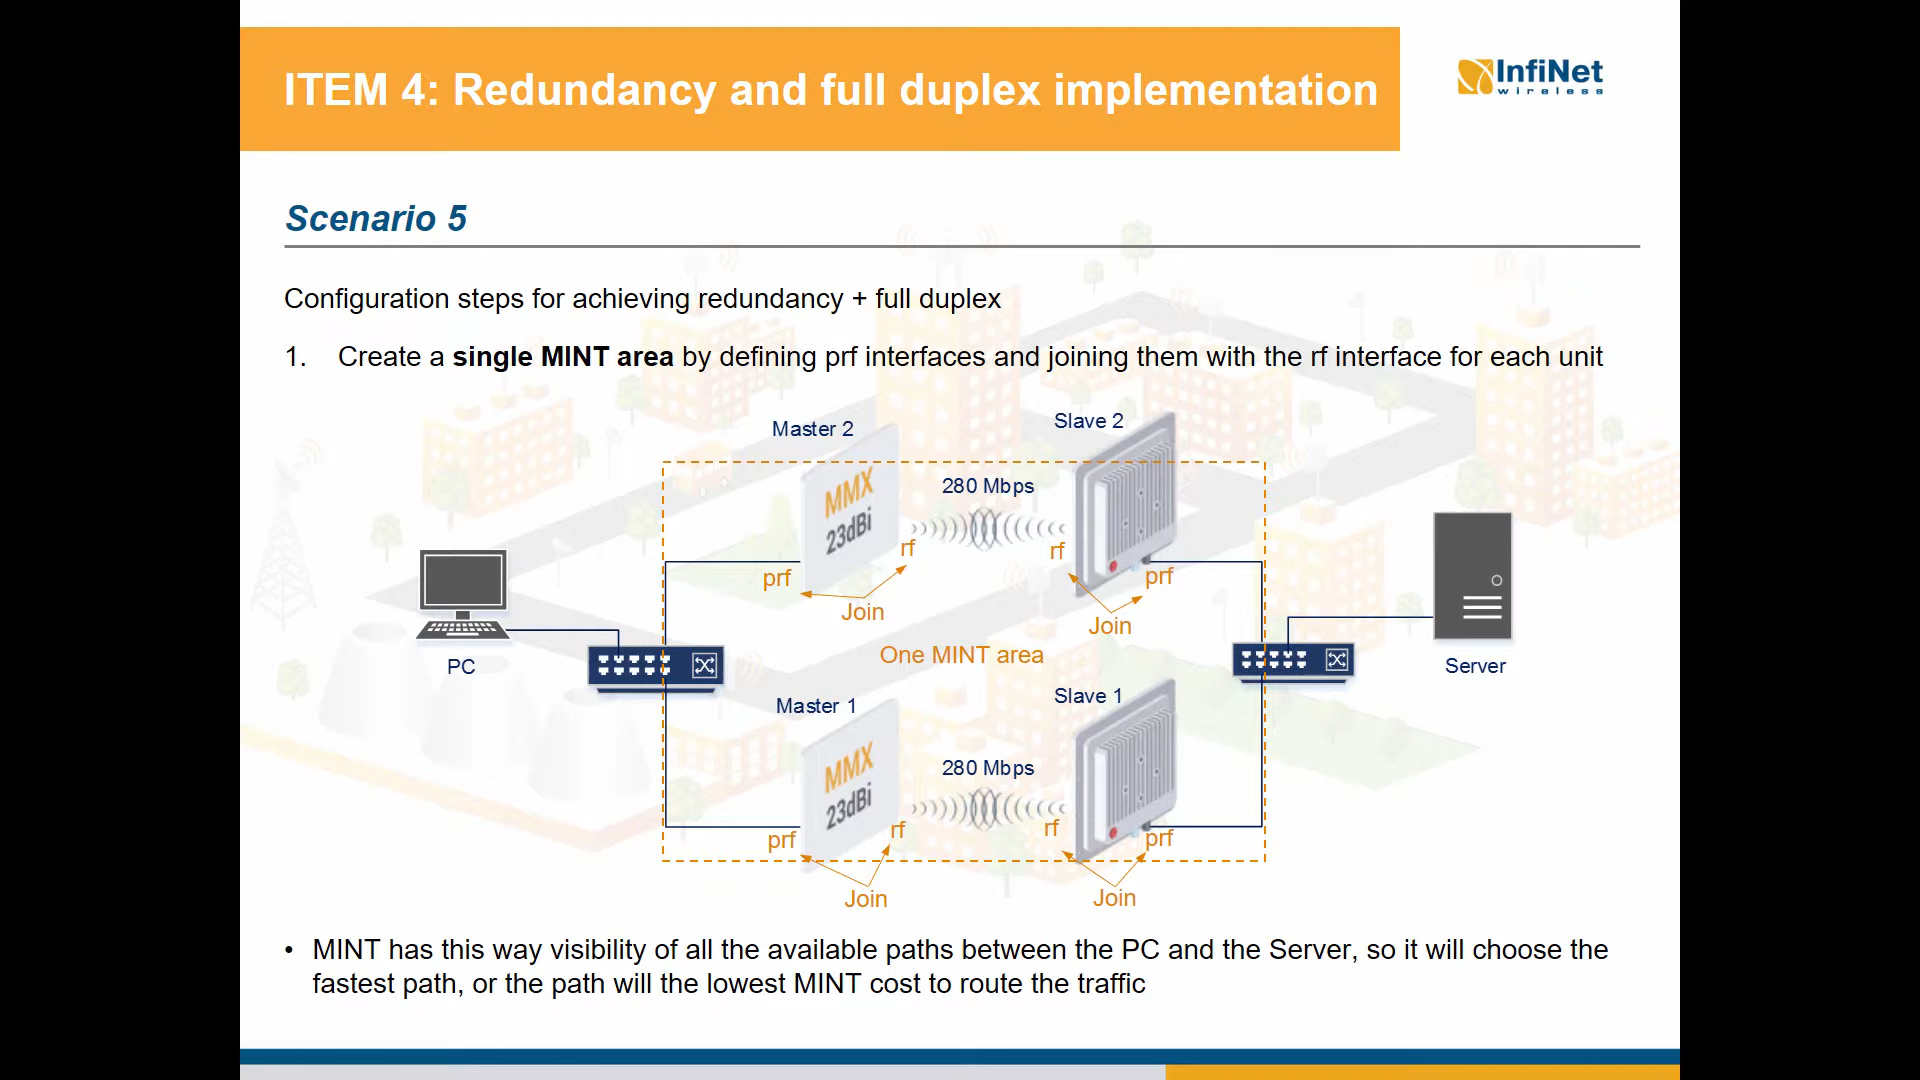 ITEM 4: Redundancy and full duplex implementation
InfiNet
wireless
Scenario 5
Configuration steps for achieving redundancy + full duplex
1. Create a single MINT area by defining prf interfaces and joining them with the rf interface for each unit
Master 2
Slave 2
280 Mbps
MMX
23dBi
rf
rf
prf
prf
Join
Join
One MINT area
PC
Server
Master 1
Slave 1
280 Mbps
MMX
23dBi
rf
rf
prf
prf
Join
Join
• MINT has this way visibility of all the available paths between the PC and the Server, so it will choose the
fastest path, or the path will the lowest MINT cost to route the traffic